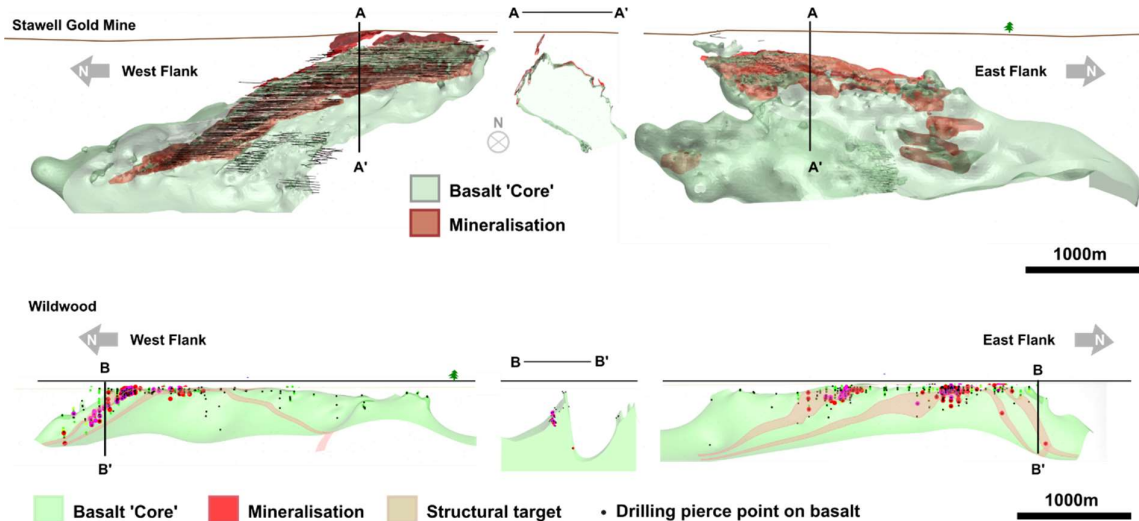 Stawell Gold Mine
A
A A'
A
N West Flank
East Flank N
N
A'
A'
Basalt 'Core'
Mineralisation
1000m
Wildwood
N West Flank
East Flank N
B
B B'
B
B'
B'
Basalt 'Core' Mineralisation Structural target Drilling pierce point on basalt
1000m